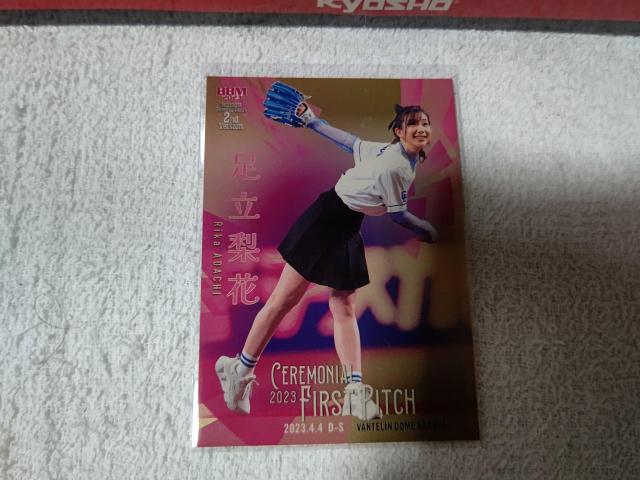 KYOSHO
BBM
2nd
Version
足立梨花
Rika ADACHI
CEREMONIAL
2023 FIRST PITCH
2023.4.4 D-S VANTELIN DOME NAGOYA